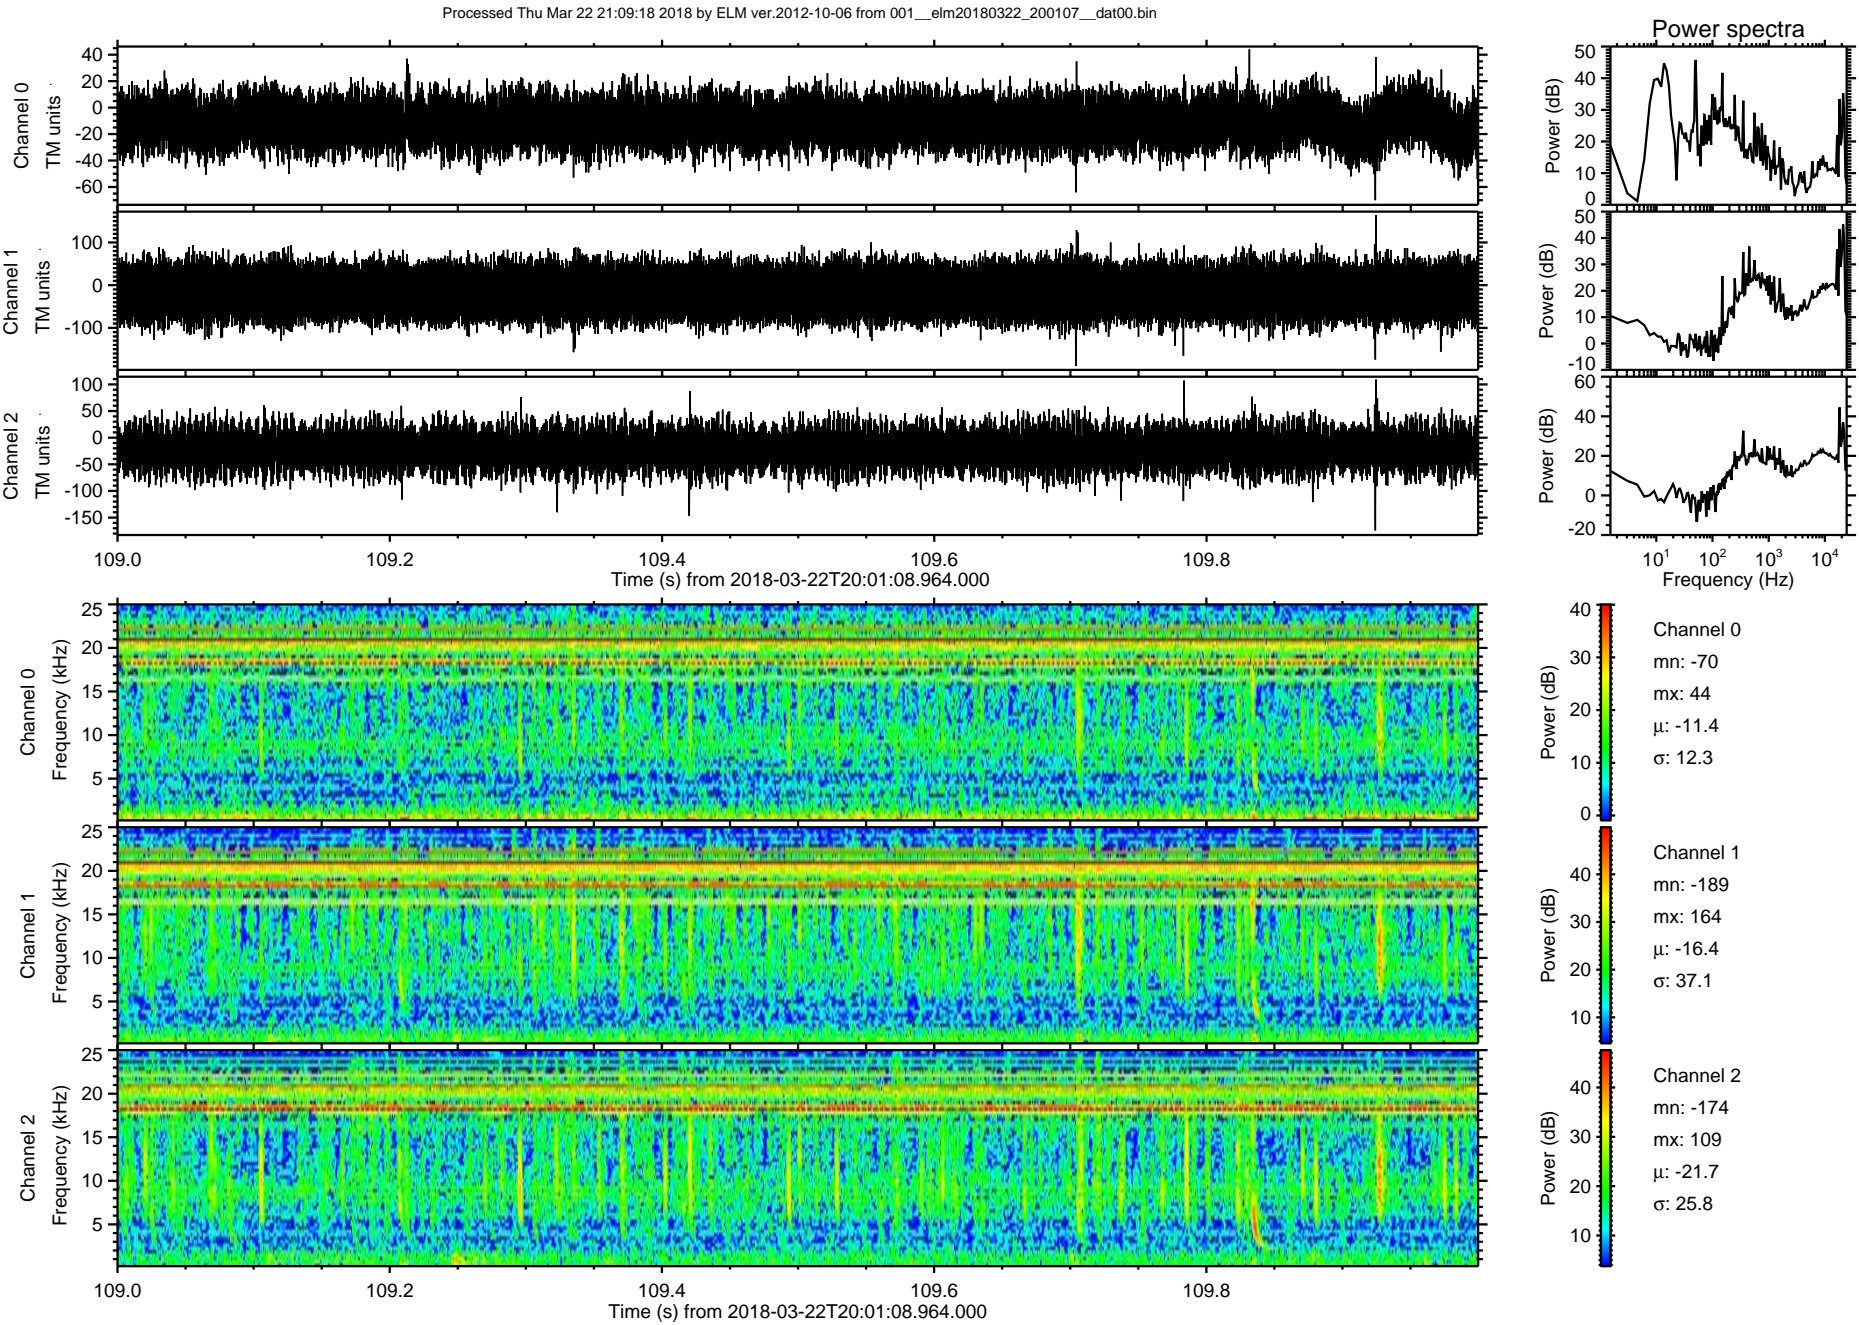 Processed Thu Mar 22 21:09:18 2018 by ELM ver.2012-10-06 from 001__elm20180322_200107__dat00.bin
Power spectra
Channel 0
TM units
40
20
0
-20
-40
-60
Power (dB)
50
40
30
20
10
0
Channel 1
TM units
100
0
-100
Power (dB)
50
40
30
20
10
0
-10
Channel 2
TM units
100
50
0
-50
-100
-150
Power (dB)
60
40
20
0
-20
109.0 109.2 109.4 109.6 109.8
Time (s) from 2018-03-22T20:01:08.964.000
10^1 10^2 10^3 10^4
Frequency (Hz)
Channel 0
Frequency (kHz)
25
20
15
10
5
Power (dB)
40
30
20
10
0
Channel 0
mn: -70
mx: 44
μ: -11.4
σ: 12.3
Channel 1
Frequency (kHz)
25
20
15
10
5
Power (dB)
40
30
20
10
Channel 1
mn: -189
mx: 164
μ: -16.4
σ: 37.1
Channel 2
Frequency (kHz)
25
20
15
10
5
Power (dB)
40
30
20
10
Channel 2
mn: -174
mx: 109
μ: -21.7
σ: 25.8
109.0 109.2 109.4 109.6 109.8
Time (s) from 2018-03-22T20:01:08.964.000